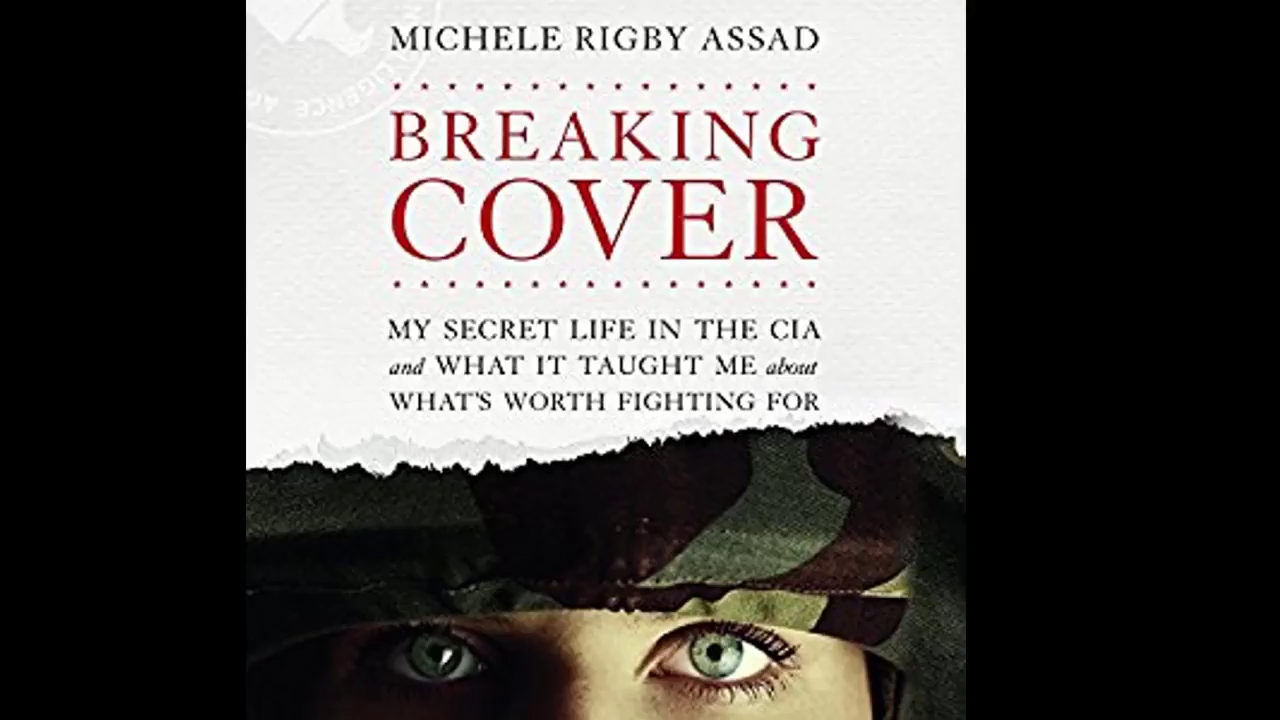 MICHELE RIGBY ASSAD
BREAKING
COVER
MY SECRET LIFE IN THE CIA
and WHAT IT TAUGHT ME about
WHAT'S WORTH FIGHTING FOR